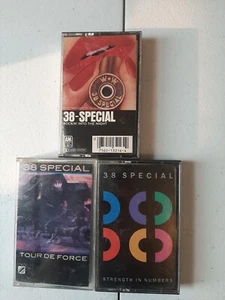 W•W
38 SPECIAL
38-SPECIAL
ROCKIN' INTO THE NIGHT
A&M
38 SPECIAL
TOUR DE FORCE
38 SPECIAL
STRENGTH IN NUMBERS